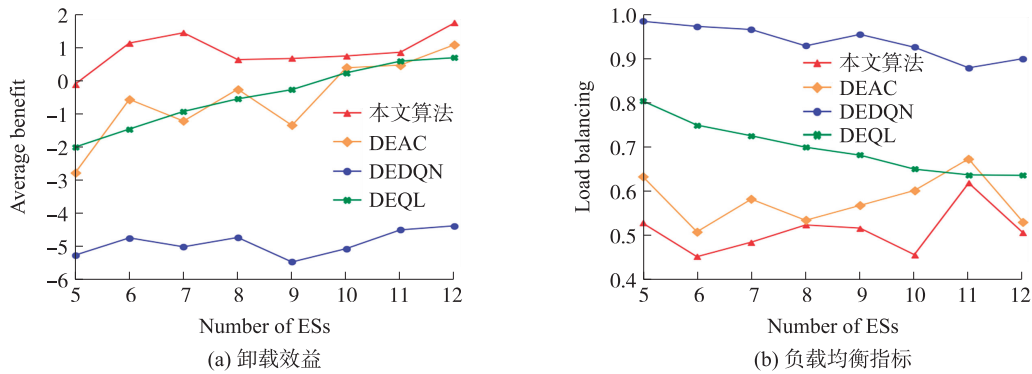 2
1
0
−1
−2
−3
−4
−5
−6
Average benefit
本文算法
DEAC
DEDQN
DEQL
5 6 7 8 9 10 11 12
Number of ESs
(a) 卸载效益
1.0
0.9
0.8
0.7
0.6
0.5
0.4
Load balancing
本文算法
DEAC
DEDQN
DEQL
5 6 7 8 9 10 11 12
Number of ESs
(b) 负载均衡指标